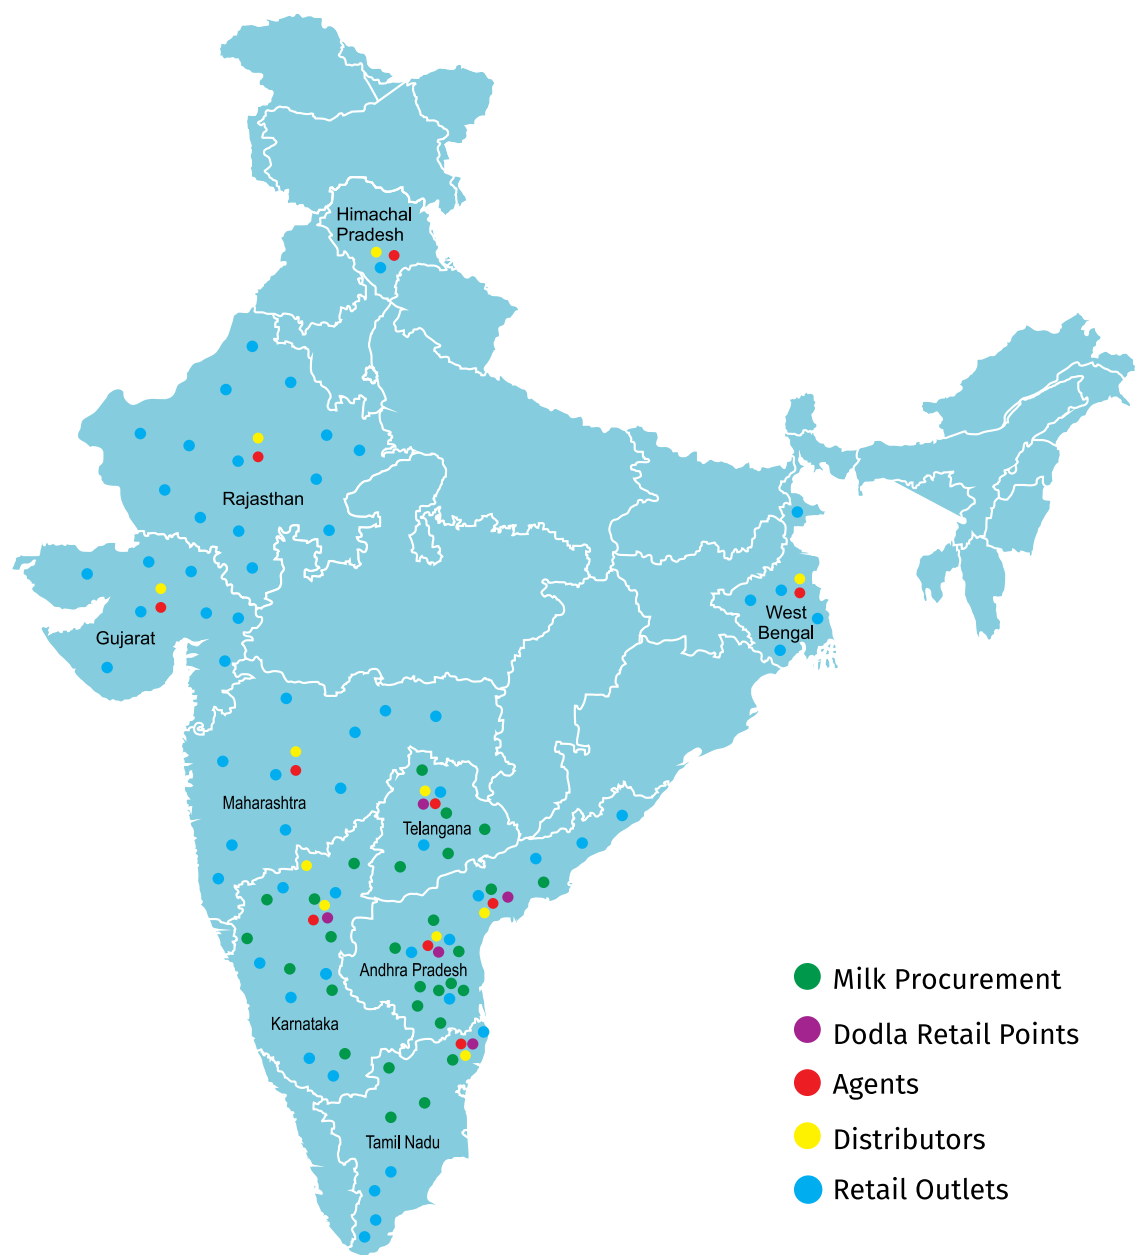 Himachal
Pradesh
Rajasthan
Gujarat
West
Bengal
Maharashtra
Telangana
Andhra Pradesh
Karnataka
Tamil Nadu
Milk Procurement
Dodla Retail Points
Agents
Distributors
Retail Outlets